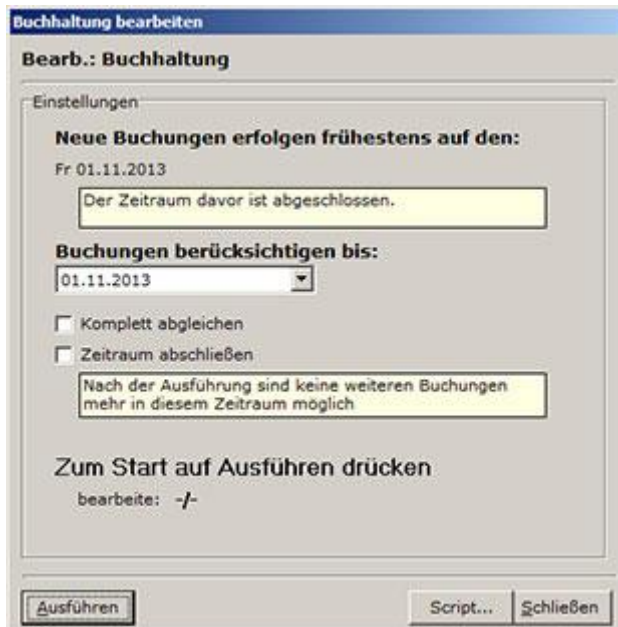 Buchhaltung bearbeiten
Bearb.: Buchhaltung
Einstellungen
Neue Buchungen erfolgen frühestens auf den:
Fr 01.11.2013
Der Zeitraum davor ist abgeschlossen.
Buchungen berücksichtigen bis:
01.11.2013
Komplett abgleichen
Zeitraum abschließen
Nach der Ausführung sind keine weiteren Buchungen
mehr in diesem Zeitraum möglich
Zum Start auf Ausführen drücken
bearbeite: -/-
Ausführen Script... Schließen